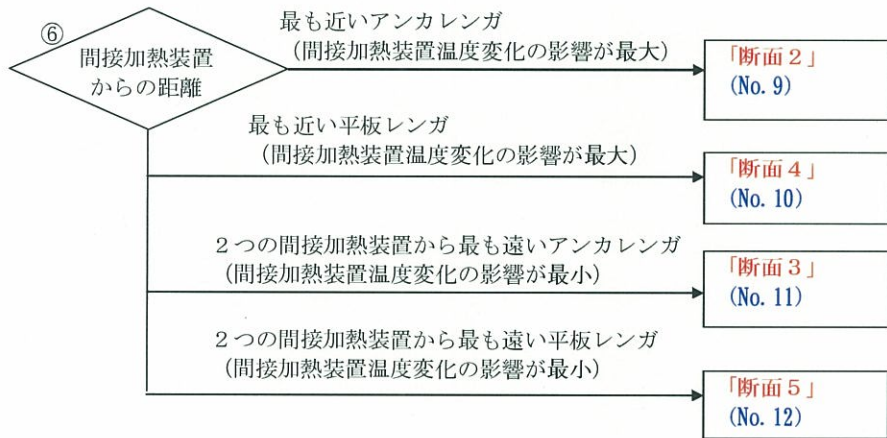 ⑥
間接加熱装置
からの距離
最も近いアンカレンガ
(間接加熱装置温度変化の影響が最大)
「断面2」
(No. 9)
最も近い平板レンガ
(間接加熱装置温度変化の影響が最大)
「断面4」
(No. 10)
2つの間接加熱装置から最も遠いアンカレンガ
(間接加熱装置温度変化の影響が最小)
「断面3」
(No. 11)
2つの間接加熱装置から最も遠い平板レンガ
(間接加熱装置温度変化の影響が最小)
「断面5」
(No. 12)